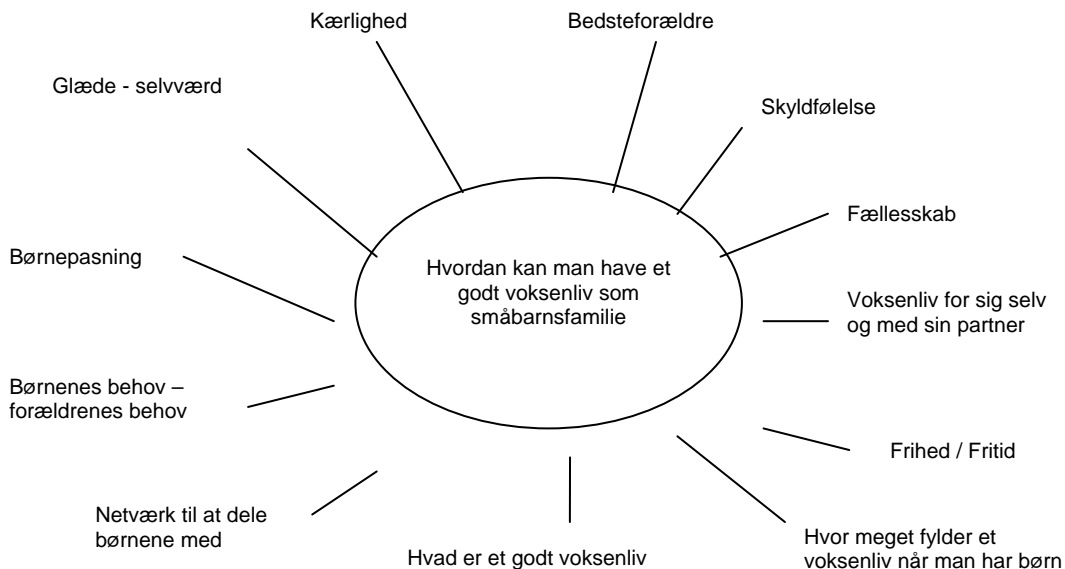 Kærlighed
Bedsteforældre
Glæde - selvværd
Skyldfølelse
Fællesskab
Børnepasning
Hvordan kan man have et
godt voksenliv som
småbarnsfamilie
Voksenliv for sig selv
og med sin partner
Børnenes behov –
forældrenes behov
Frihed / Fritid
Netværk til at dele
børnene med
Hvad er et godt voksenliv
Hvor meget fylder et
voksenliv når man har børn